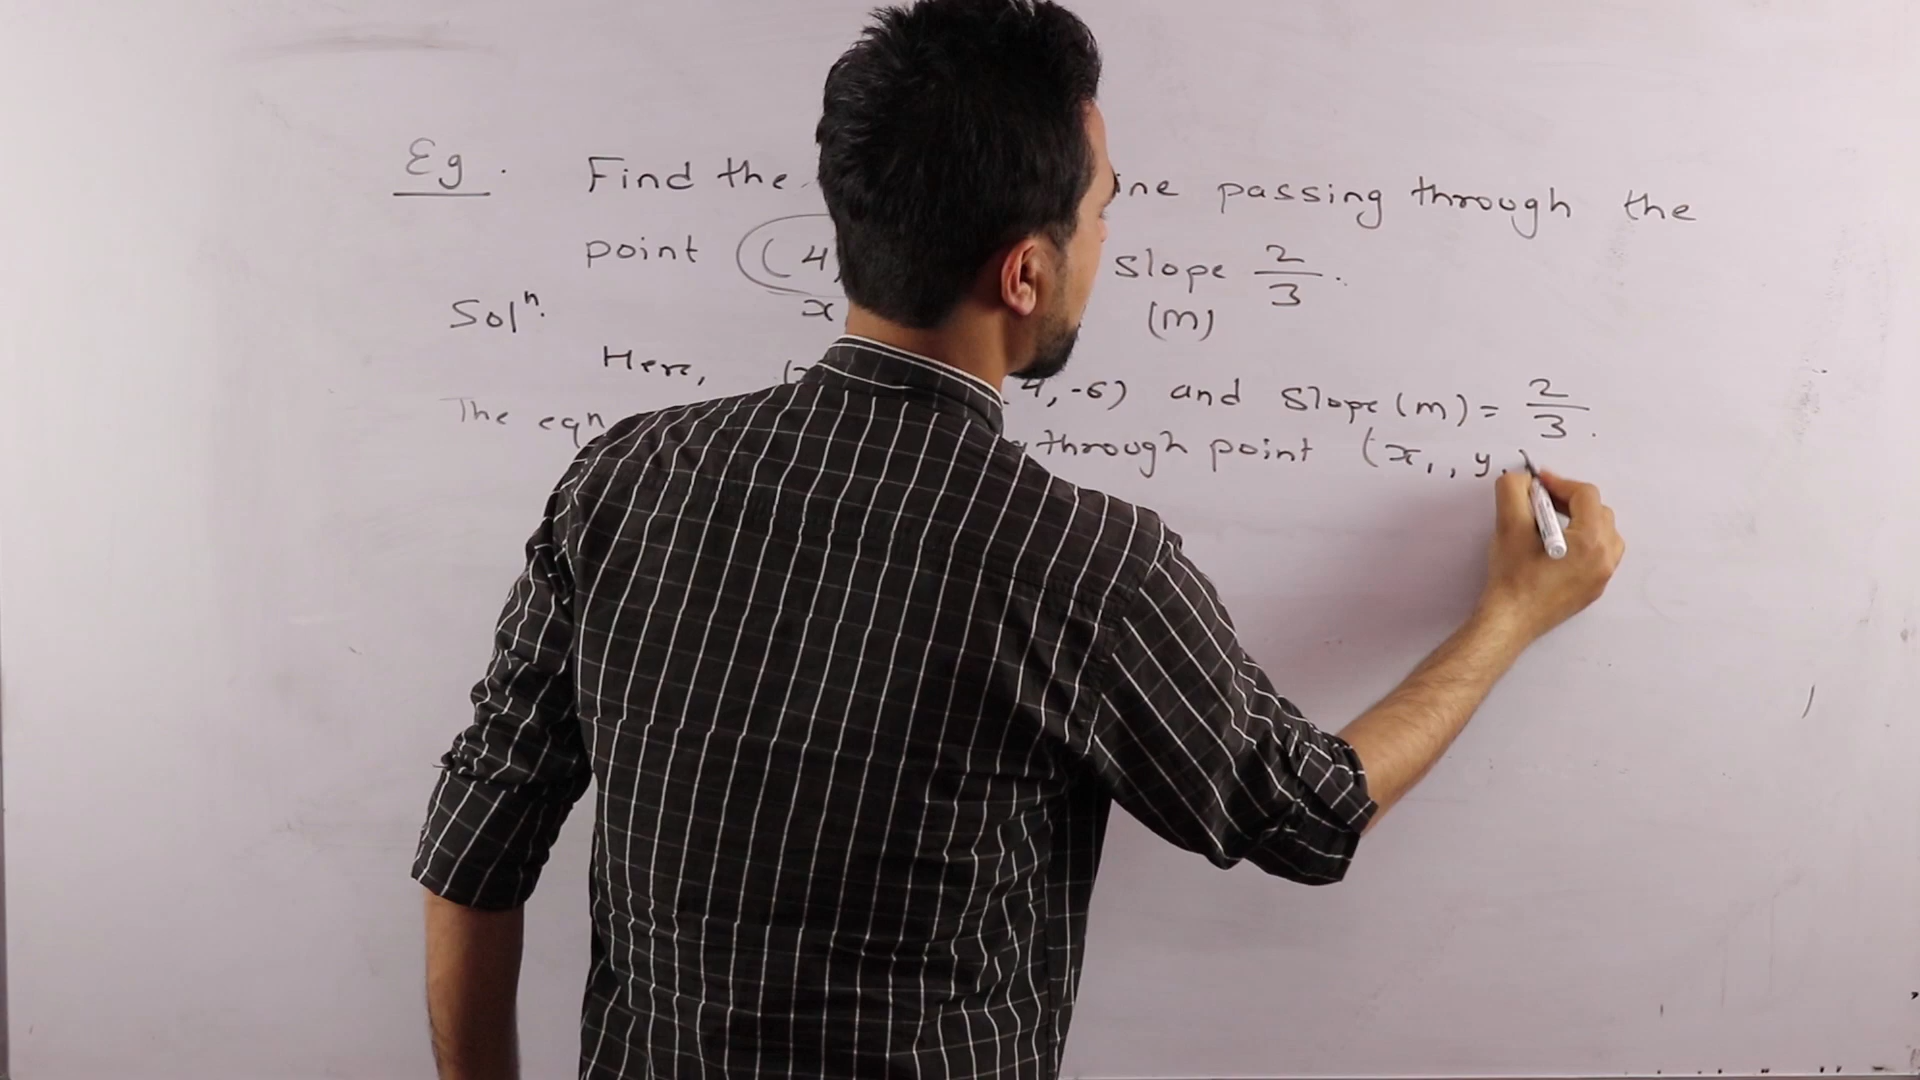 Eg. Find the ine passing through the
point (4, slope 2/3.
x (m)
Solⁿ.
Here, (x 4, -6) and slope (m) = 2/3.
The eqn through point (x₁, y₁)